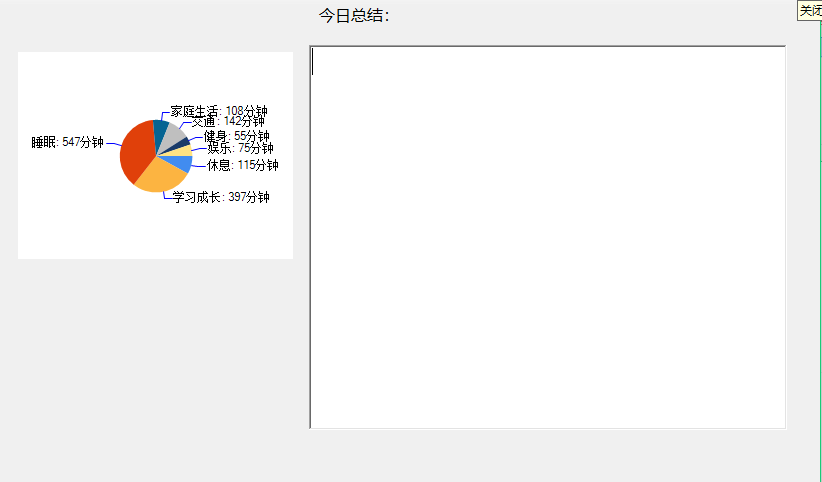 今日总结:
关闭
家庭生活: 108分钟
交通: 142分钟
健身: 55分钟
睡眠: 547分钟
娱乐: 75分钟
休息: 115分钟
学习成长: 397分钟